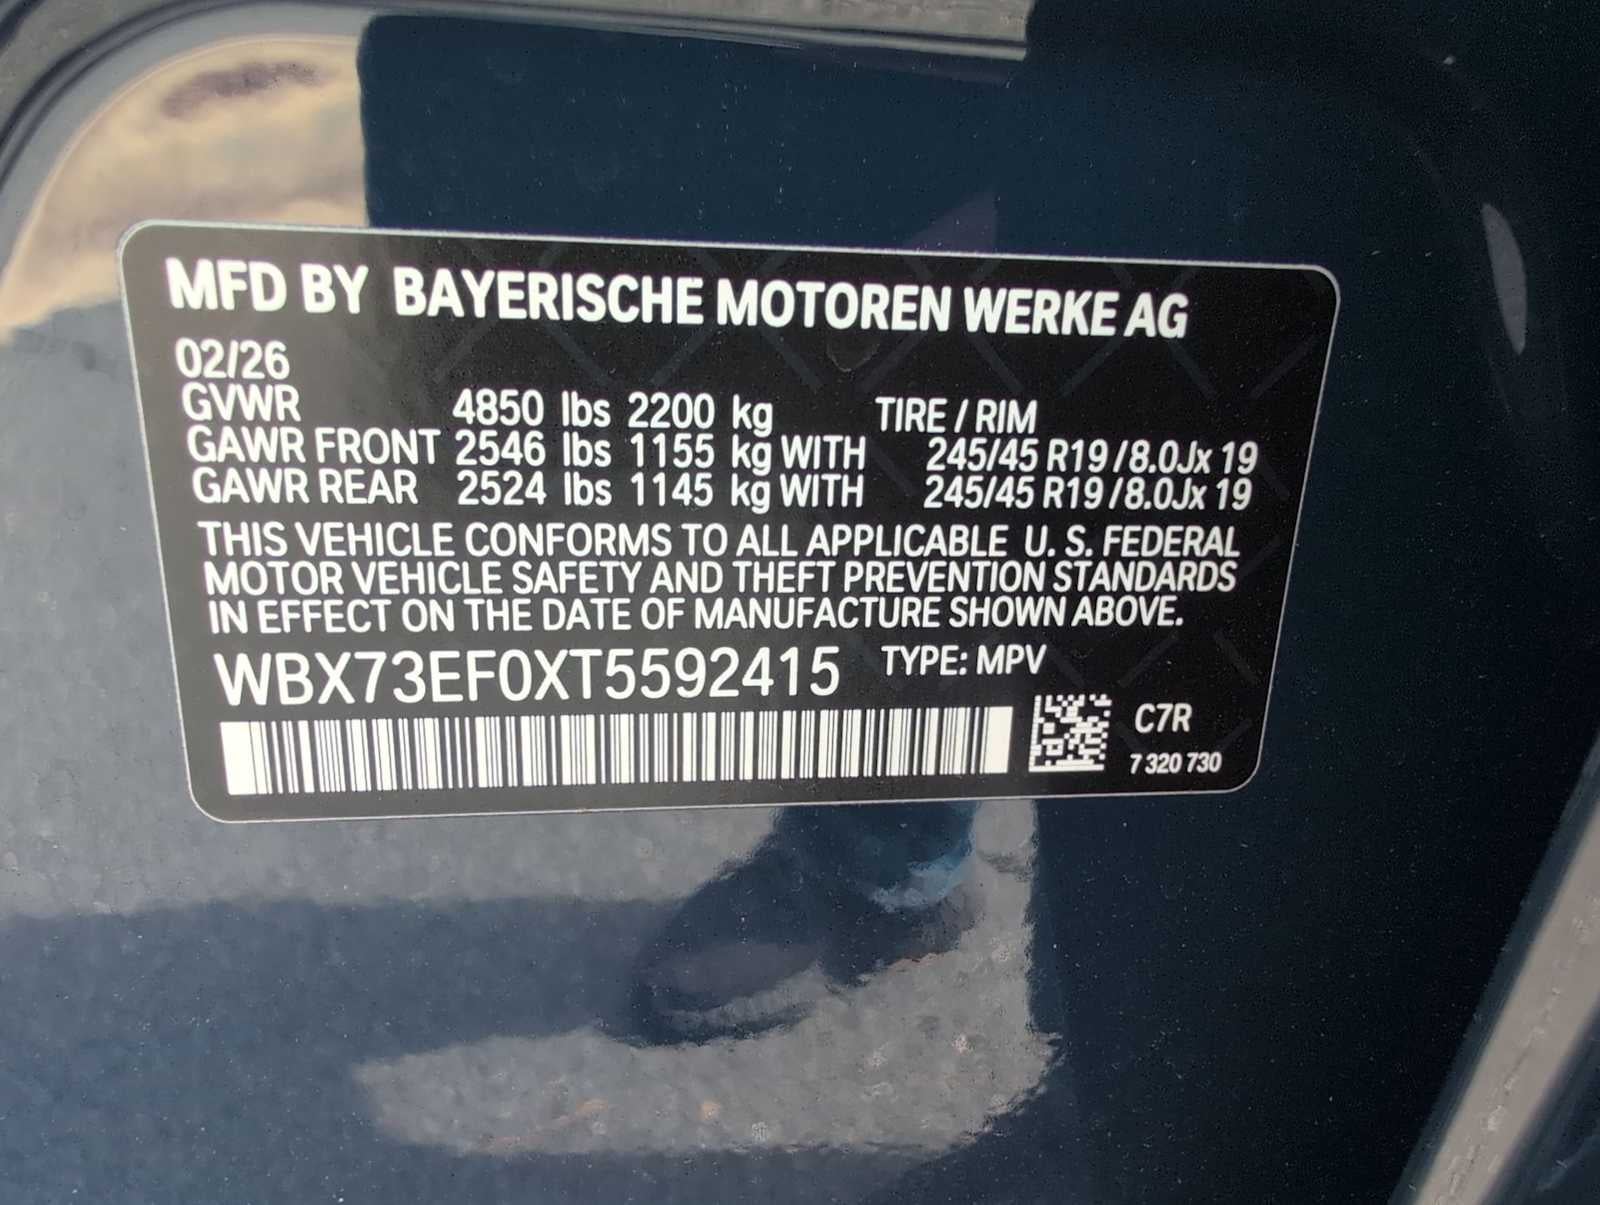 MFD BY BAYERISCHE MOTOREN WERKE AG
02/26
GVWR 4850 lbs 2200 kg TIRE / RIM
GAWR FRONT 2546 lbs 1155 kg WITH 245/45 R19 / 8.0Jx 19
GAWR REAR 2524 lbs 1145 kg WITH 245/45 R19 / 8.0Jx 19
THIS VEHICLE CONFORMS TO ALL APPLICABLE U. S. FEDERAL
MOTOR VEHICLE SAFETY AND THEFT PREVENTION STANDARDS
IN EFFECT ON THE DATE OF MANUFACTURE SHOWN ABOVE.
WBX73EF0XT5592415 TYPE: MPV
C7R
7 320 730